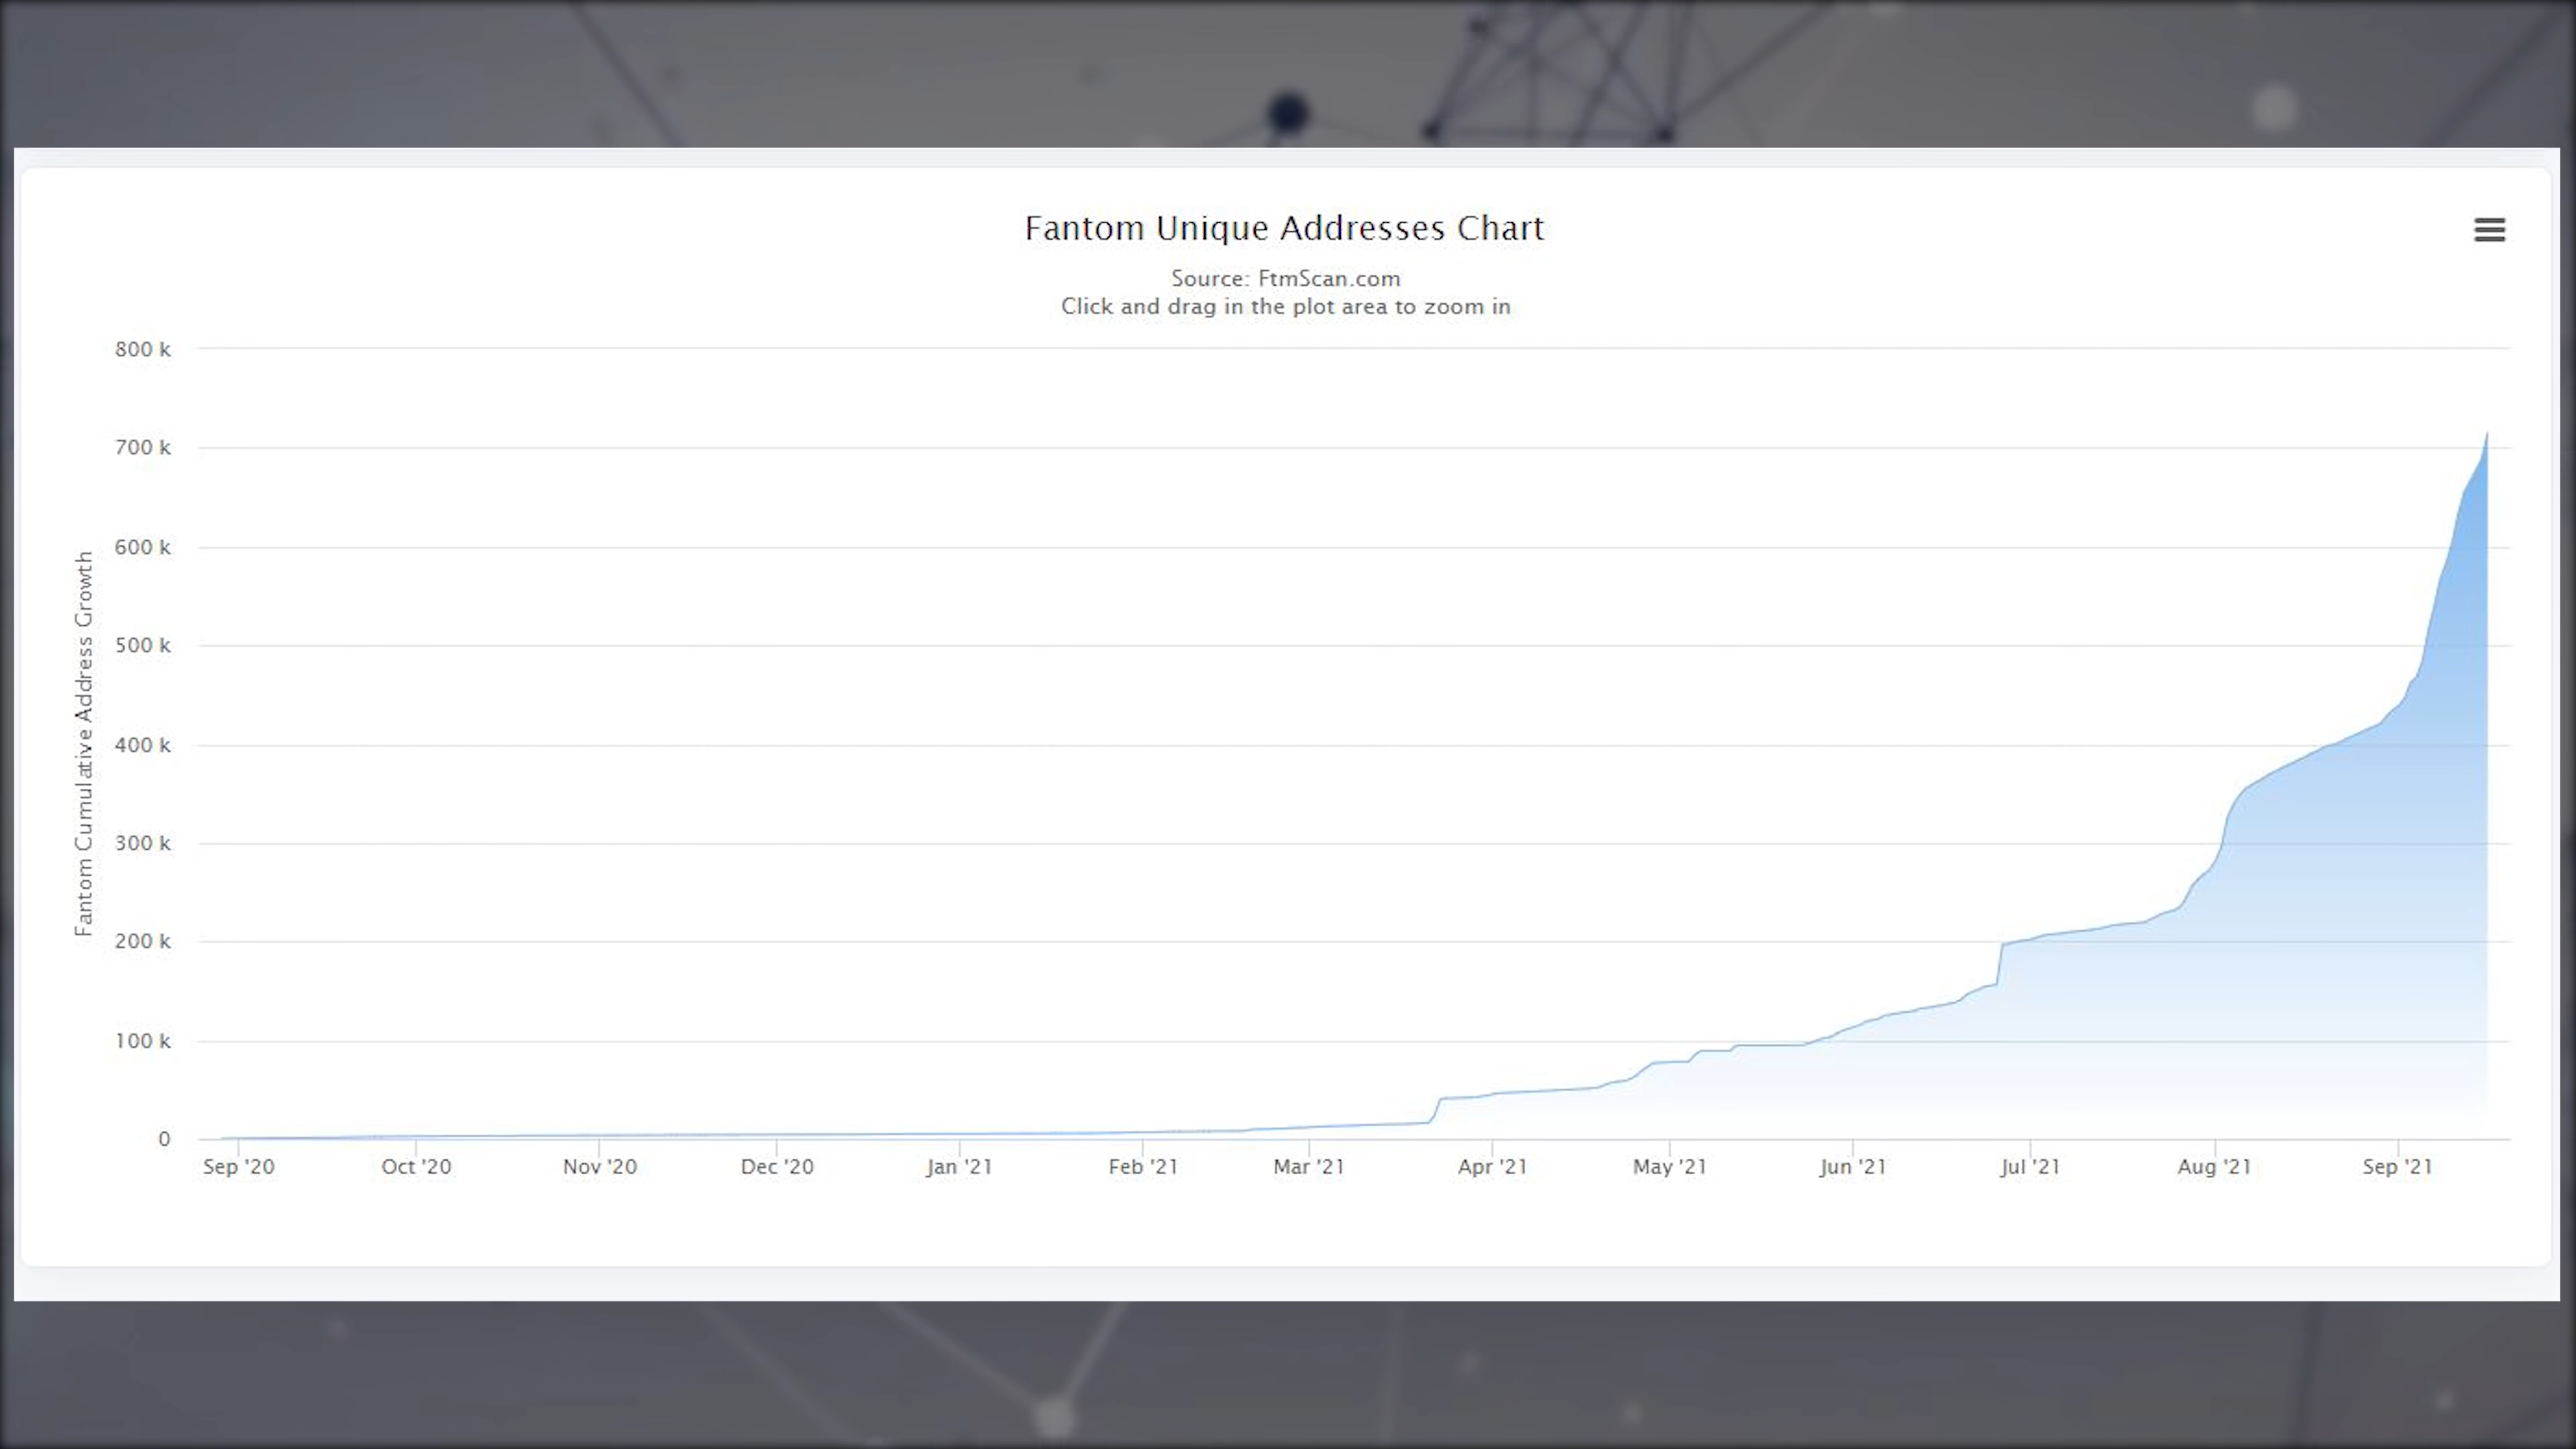 Fantom Unique Addresses Chart
Source: FtmScan.com
Click and drag in the plot area to zoom in
Fantom Cumulative Address Growth
800 k
700 k
600 k
500 k
400 k
300 k
200 k
100 k
0
Sep '20 Oct '20 Nov '20 Dec '20 Jan '21 Feb '21 Mar '21 Apr '21 May '21 Jun '21 Jul '21 Aug '21 Sep '21